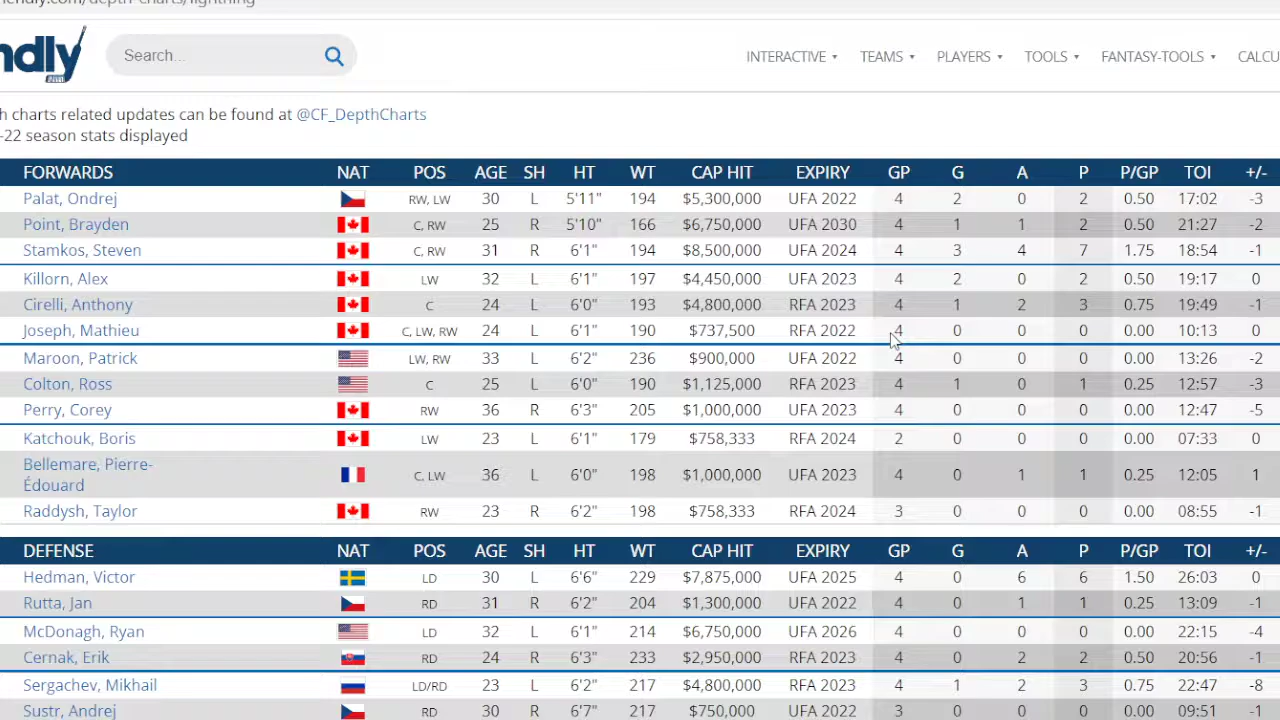 endly.com/depth-charts/lightning
ndly
Search...
INTERACTIVE TEAMS PLAYERS TOOLS FANTASY-TOOLS CALCU
h charts related updates can be found at @CF_DepthCharts
-22 season stats displayed
FORWARDS NAT POS AGE SH HT WT CAP HIT EXPIRY GP G A P P/GP TOI +/-
Palat, Ondrej RW, LW 30 L 5'11" 194 $5,300,000 UFA 2022 4 2 0 2 0.50 17:02 -3
Point, Brayden C, RW 25 R 5'10" 166 $6,750,000 UFA 2030 4 1 1 2 0.50 21:27 -2
Stamkos, Steven C, RW 31 R 6'1" 194 $8,500,000 UFA 2024 4 3 4 7 1.75 18:54 -1
Killorn, Alex LW 32 L 6'1" 197 $4,450,000 UFA 2023 4 2 0 2 0.50 19:17 0
Cirelli, Anthony C 24 L 6'0" 193 $4,800,000 RFA 2023 4 1 2 3 0.75 19:49 -1
Joseph, Mathieu C, LW, RW 24 L 6'1" 190 $737,500 RFA 2022 4 0 0 0 0.00 10:13 0
Maroon, Patrick LW, RW 33 L 6'2" 236 $900,000 UFA 2022 4 0 0 0 0.00 13:26 -2
Colton, Ross C 25 L 6'0" 190 $1,125,000 RFA 2023 4 1 0 1 0.25 12:57 -3
Perry, Corey RW 36 R 6'3" 205 $1,000,000 UFA 2023 4 0 0 0 0.00 12:47 -5
Katchouk, Boris LW 23 L 6'1" 179 $758,333 RFA 2024 2 0 0 0 0.00 07:33 0
Bellemare, Pierre-
Édouard C, LW 36 L 6'0" 198 $1,000,000 UFA 2023 4 0 1 1 0.25 12:05 1
Raddysh, Taylor RW 23 R 6'2" 198 $758,333 RFA 2024 3 0 0 0 0.00 08:55 -1
DEFENSE NAT POS AGE SH HT WT CAP HIT EXPIRY GP G A P P/GP TOI +/-
Hedman, Victor LD 30 L 6'6" 229 $7,875,000 UFA 2025 4 0 6 6 1.50 26:03 0
Rutta, Jan RD 31 R 6'2" 204 $1,300,000 UFA 2022 4 0 1 1 0.25 13:09 -1
McDonagh, Ryan LD 32 L 6'1" 214 $6,750,000 UFA 2026 4 0 0 0 0.00 22:15 -4
Cernak, Erik RD 24 R 6'3" 233 $2,950,000 RFA 2023 4 0 2 2 0.50 20:56 -1
Sergachev, Mikhail LD/RD 23 L 6'2" 217 $4,800,000 RFA 2023 4 1 2 3 0.75 22:47 -8
Sustr, Andrej RD 30 R 6'7" 217 $750,000 UFA 2022 3 0 0 0 0.00 09:51 -1